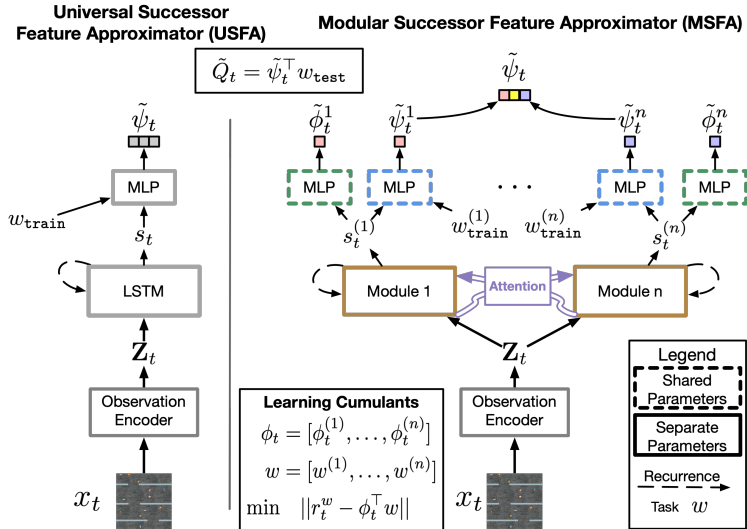 Universal Successor
Feature Approximator (USFA)
Modular Successor Feature Approximator (MSFA)
Q̃_t = ψ̃_t^⊤ w_test
ψ̃_t
MLP
w_train
s_t
LSTM
Z_t
Observation
Encoder
x_t
ψ̃_t
ϕ̃_t^1
ψ̃_t^1
ψ̃_t^n
ϕ̃_t^n
MLP
MLP
. . .
MLP
MLP
w_train^(1)
w_train^(n)
s_t^(1)
s_t^(n)
Module 1
Attention
Module n
Z_t
Observation
Encoder
x_t
Learning Cumulants
ϕ_t = [ϕ_t^(1), . . . , ϕ_t^(n)]
w = [w^(1), . . . , w^(n)]
min ||r_t^w − ϕ_t^⊤ w||
Legend
Shared
Parameters
Separate
Parameters
Recurrence
Task w